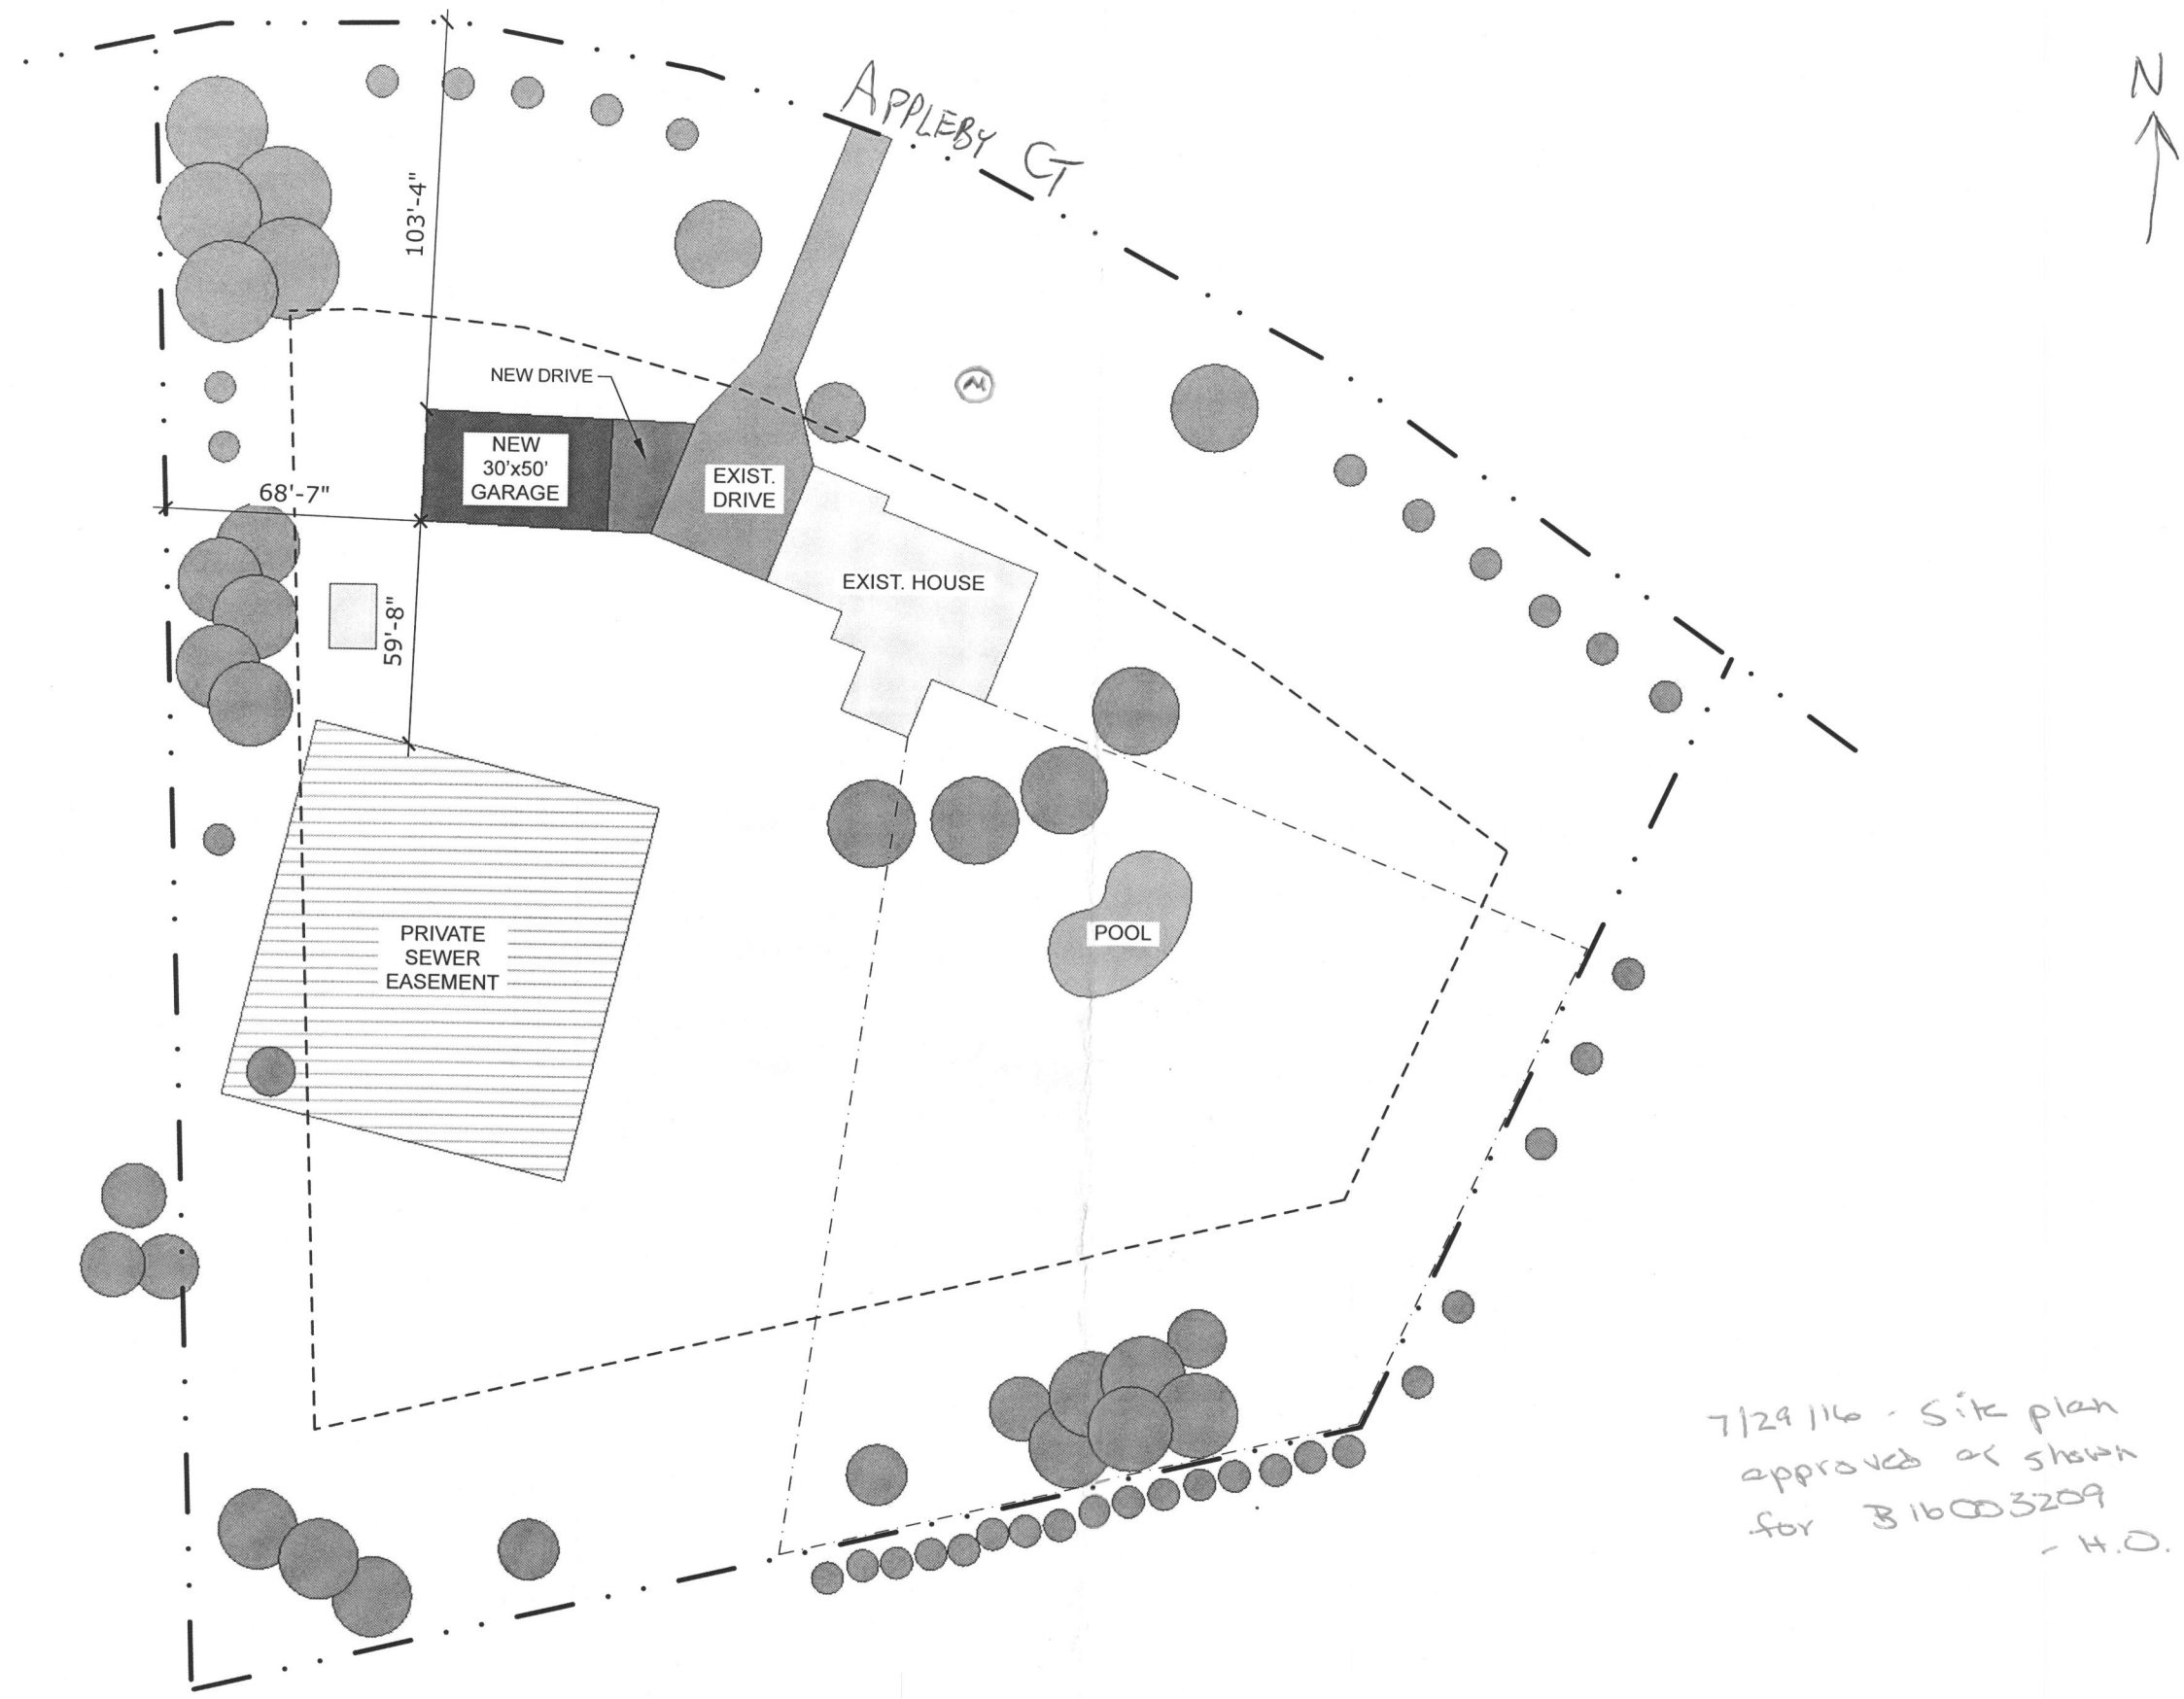 APPLEBY CT
N
103'-4"
NEW DRIVE
NEW
30'x50'
GARAGE
EXIST.
DRIVE
68'-7"
EXIST. HOUSE
59'-8"
POOL
PRIVATE
SEWER
EASEMENT
7/29/16 - Site plan
approved as shown
for B16003209
- H.O.